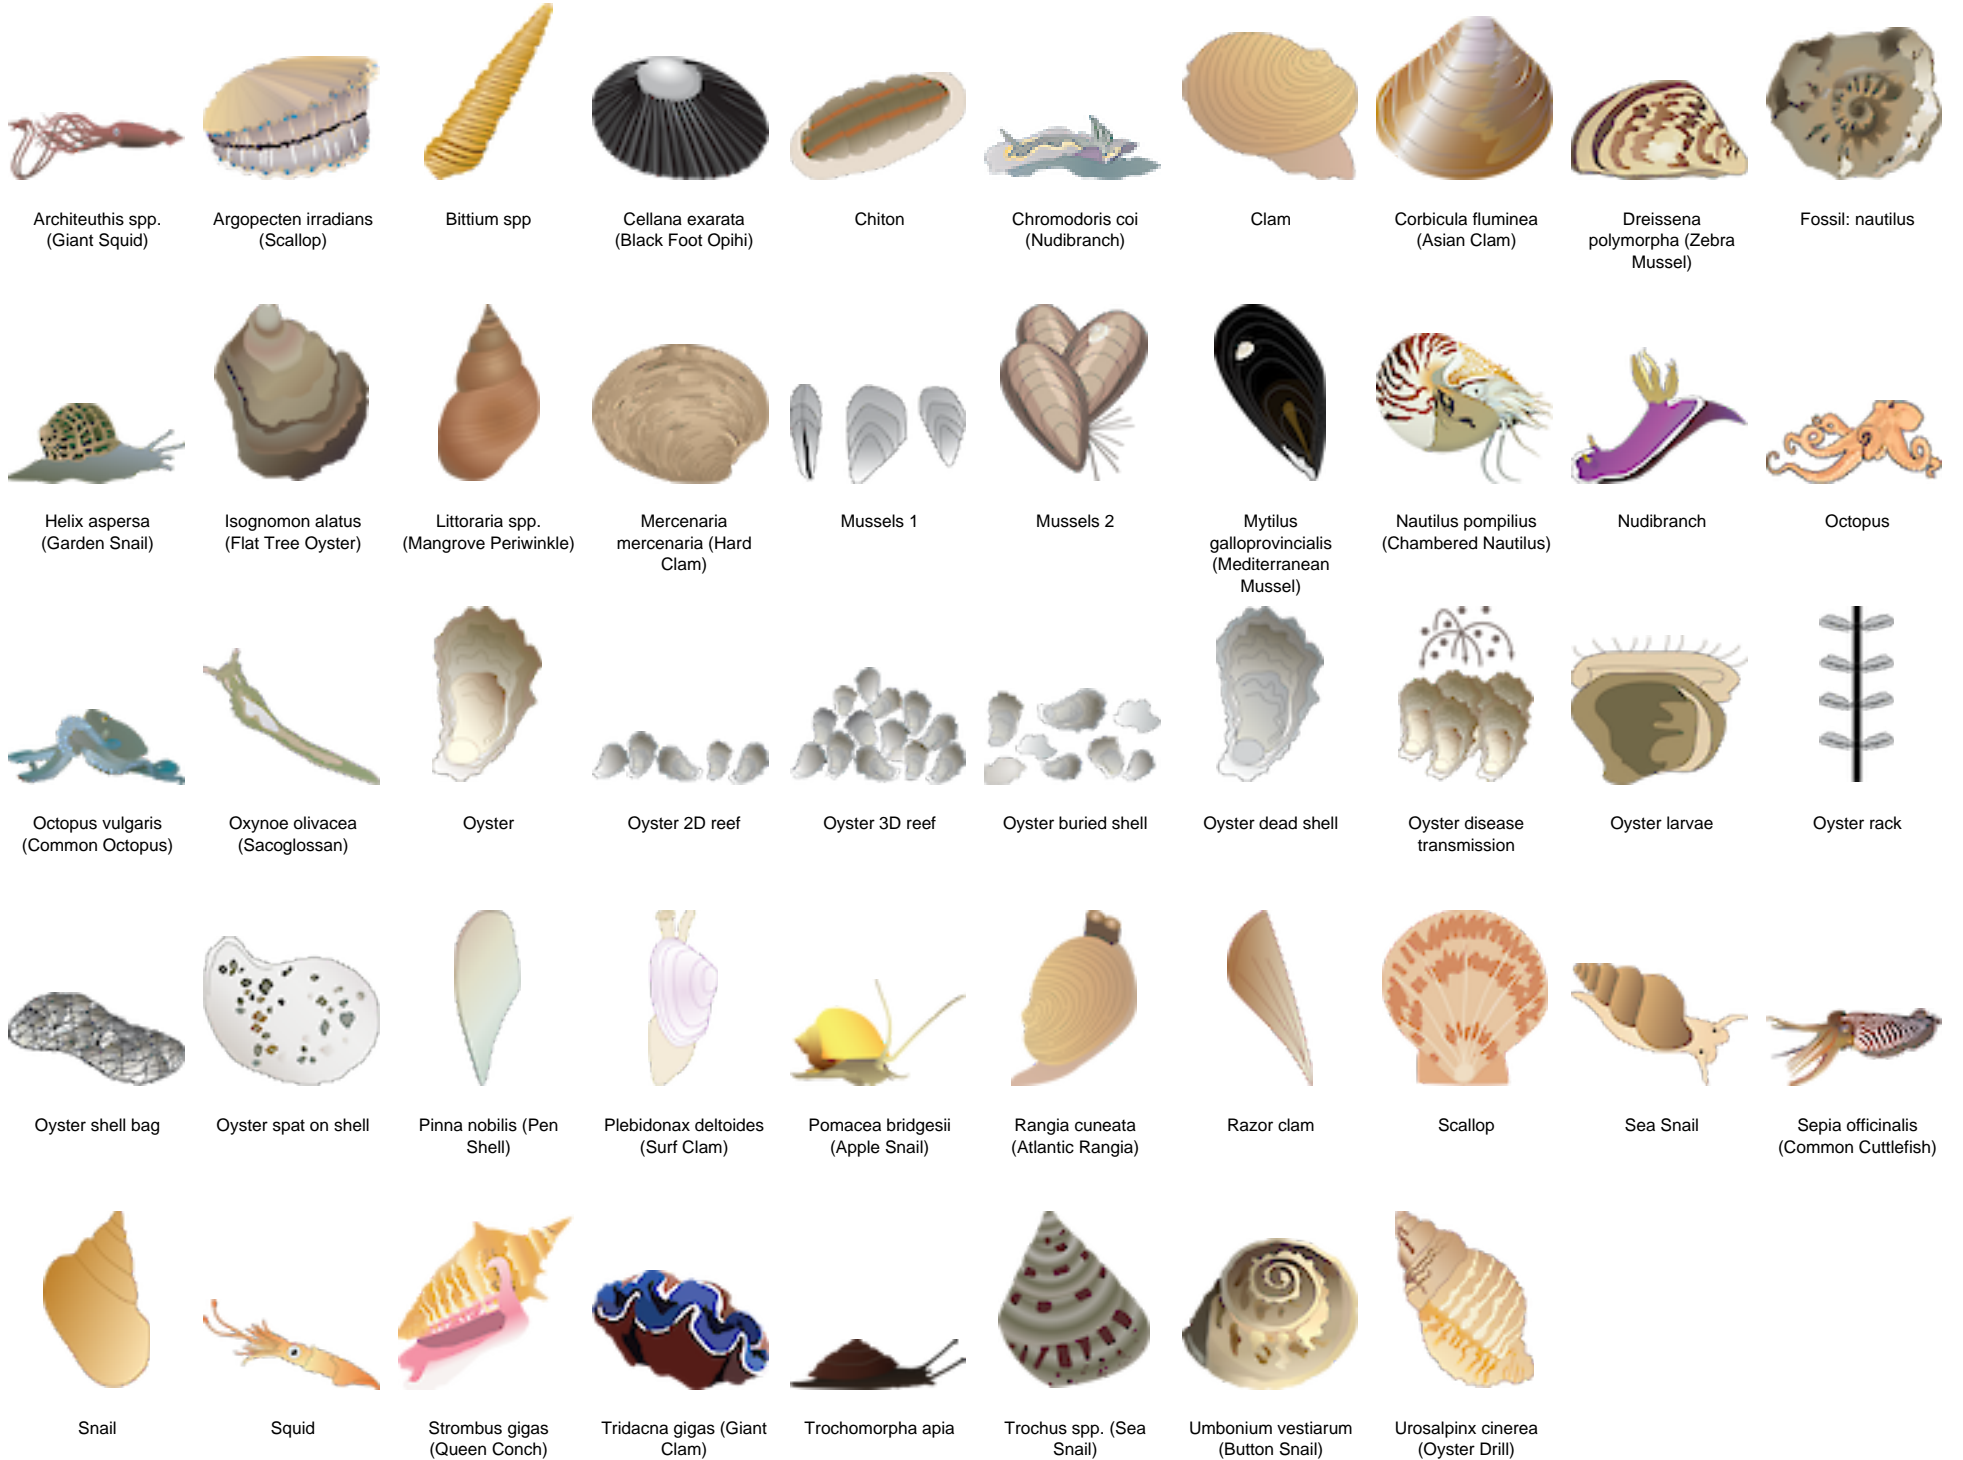 Architeuthis spp.
(Giant Squid)
Argopecten irradians
(Scallop)
Bittium spp
Cellana exarata
(Black Foot Opihi)
Chiton
Chromodoris coi
(Nudibranch)
Clam
Corbicula fluminea
(Asian Clam)
Dreissena
polymorpha (Zebra
Mussel)
Fossil: nautilus
Helix aspersa
(Garden Snail)
Isognomon alatus
(Flat Tree Oyster)
Littoraria spp.
(Mangrove Periwinkle)
Mercenaria
mercenaria (Hard
Clam)
Mussels 1
Mussels 2
Mytilus
galloprovincialis
(Mediterranean
Mussel)
Nautilus pompilius
(Chambered Nautilus)
Nudibranch
Octopus
Octopus vulgaris
(Common Octopus)
Oxynoe olivacea
(Sacoglossan)
Oyster
Oyster 2D reef
Oyster 3D reef
Oyster buried shell
Oyster dead shell
Oyster disease
transmission
Oyster larvae
Oyster rack
Oyster shell bag
Oyster spat on shell
Pinna nobilis (Pen
Shell)
Plebidonax deltoides
(Surf Clam)
Pomacea bridgesii
(Apple Snail)
Rangia cuneata
(Atlantic Rangia)
Razor clam
Scallop
Sea Snail
Sepia officinalis
(Common Cuttlefish)
Snail
Squid
Strombus gigas
(Queen Conch)
Tridacna gigas (Giant
Clam)
Trochomorpha apia
Trochus spp. (Sea
Snail)
Umbonium vestiarum
(Button Snail)
Urosalpinx cinerea
(Oyster Drill)